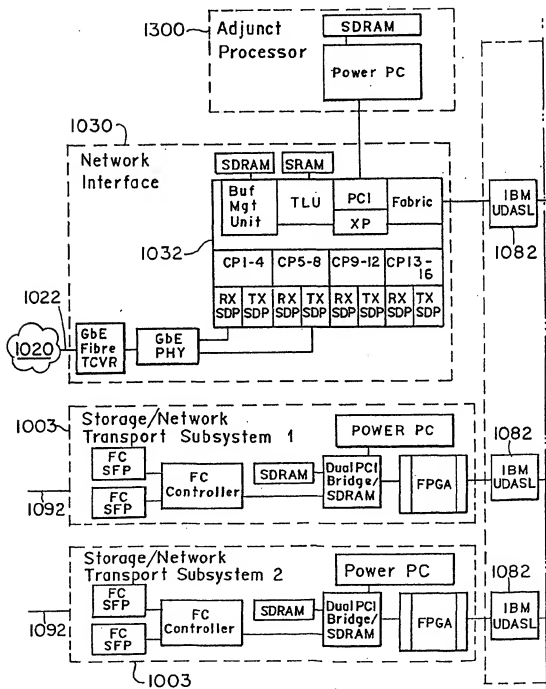 1300
Adjunct
Processor
SDRAM
Power PC
1030
Network
Interface
SDRAM
SRAM
Buf
Mgt
Unit
TLU
PCI
XP
Fabric
1032
CP1-4
CP5-8
CP9-12
CP13-
16
RX
SDP
TX
SDP
RX
SDP
TX
SDP
RX
SDP
TX
SDP
RX
SDP
TX
SDP
1022
1020
GbE
Fibre
TCVR
GbE
PHY
IBM
UDASL
1082
1003
Storage/Network
Transport Subsystem 1
POWER PC
1082
FC
SFP
FC
SFP
1092
FC
Controller
SDRAM
Dual PCI
Bridge/
SDRAM
FPGA
IBM
UDASL
Storage/Network
Transport Subsystem 2
Power PC
1082
FC
SFP
FC
SFP
1092
FC
Controller
SDRAM
Dual PCI
Bridge/
SDRAM
FPGA
IBM
UDASL
1003